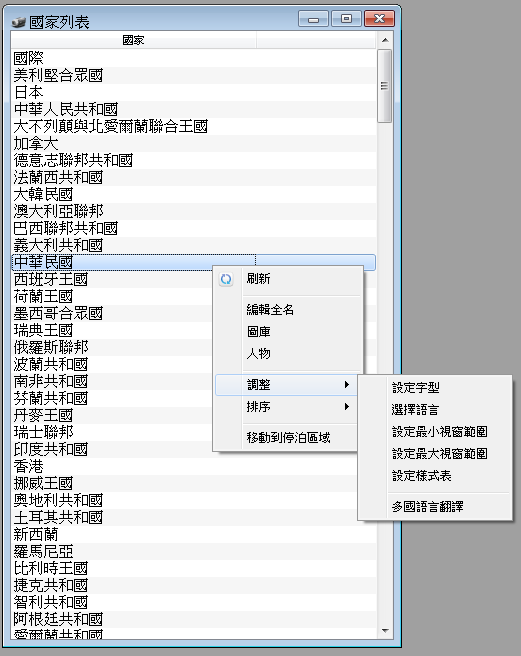 國家列表
國家
國際
美利堅合眾國
日本
中華人民共和國
大不列顛與北愛爾蘭聯合王國
加拿大
德意志聯邦共和國
法蘭西共和國
大韓民國
澳大利亞聯邦
巴西聯邦共和國
義大利共和國
中華民國
西班牙王國
荷蘭王國
墨西哥合眾國
瑞典王國
俄羅斯聯邦
波蘭共和國
南非共和國
芬蘭共和國
丹麥王國
瑞士聯邦
印度共和國
香港
挪威王國
奧地利共和國
土耳其共和國
新西蘭
羅馬尼亞
比利時王國
捷克共和國
智利共和國
阿根廷共和國
愛爾蘭共和國
刷新
編輯全名
圖庫
人物
調整
排序
移動到停泊區域
設定字型
選擇語言
設定最小視窗範圍
設定最大視窗範圍
設定樣式表
多國語言翻譯